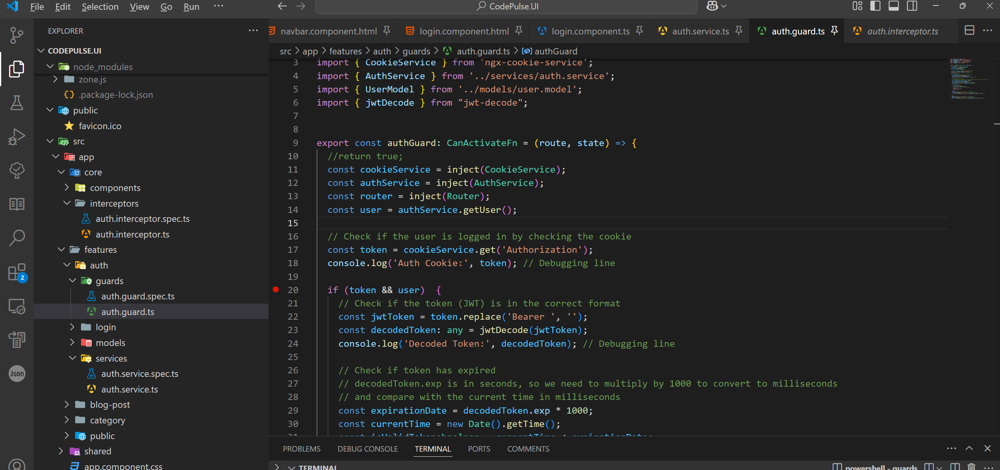 File Edit Selection View Go Run ···
CodePulse.UI
EXPLORER
CODEPULSE.UI
node_modules
zone.js
.package-lock.json
public
favicon.ico
src
app
core
components
interceptors
auth.interceptor.spec.ts
auth.interceptor.ts
features
auth
guards
auth.guard.spec.ts
auth.guard.ts
login
models
services
auth.service.spec.ts
auth.service.ts
blog-post
category
public
shared
app.component.css
2
Json
navbar.component.html login.component.html login.component.ts auth.service.ts auth.guard.ts auth.interceptor.ts
src > app > features > auth > guards > auth.guard.ts > authGuard
3 import { CookieService } from 'ngx-cookie-service';
4 import { AuthService } from '../services/auth.service';
5 import { UserModel } from '../models/user.model';
6 import { jwtDecode } from "jwt-decode";
7
8
9 export const authGuard: CanActivateFn = (route, state) => {
10 //return true;
11 const cookieService = inject(CookieService);
12 const authService = inject(AuthService);
13 const router = inject(Router);
14 const user = authService.getUser();
15
16 // Check if the user is logged in by checking the cookie
17 const token = cookieService.get('Authorization');
18 console.log('Auth Cookie:', token); // Debugging line
19
20 if (token && user)  {
21 // Check if the token (JWT) is in the correct format
22 const jwtToken = token.replace('Bearer ', '');
23 const decodedToken: any = jwtDecode(jwtToken);
24 console.log('Decoded Token:', decodedToken); // Debugging line
25
26 // Check if token has expired
27 // decodedToken.exp is in seconds, so we need to multiply by 1000 to convert to milliseconds
28 // and compare with the current time in milliseconds
29 const expirationDate = decodedToken.exp * 1000;
30 const currentTime = new Date().getTime();
31 const isValidToken:boolean = currentTime < expirationDate;
PROBLEMS DEBUG CONSOLE TERMINAL PORTS COMMENTS
TERMINAL
powershell - guards